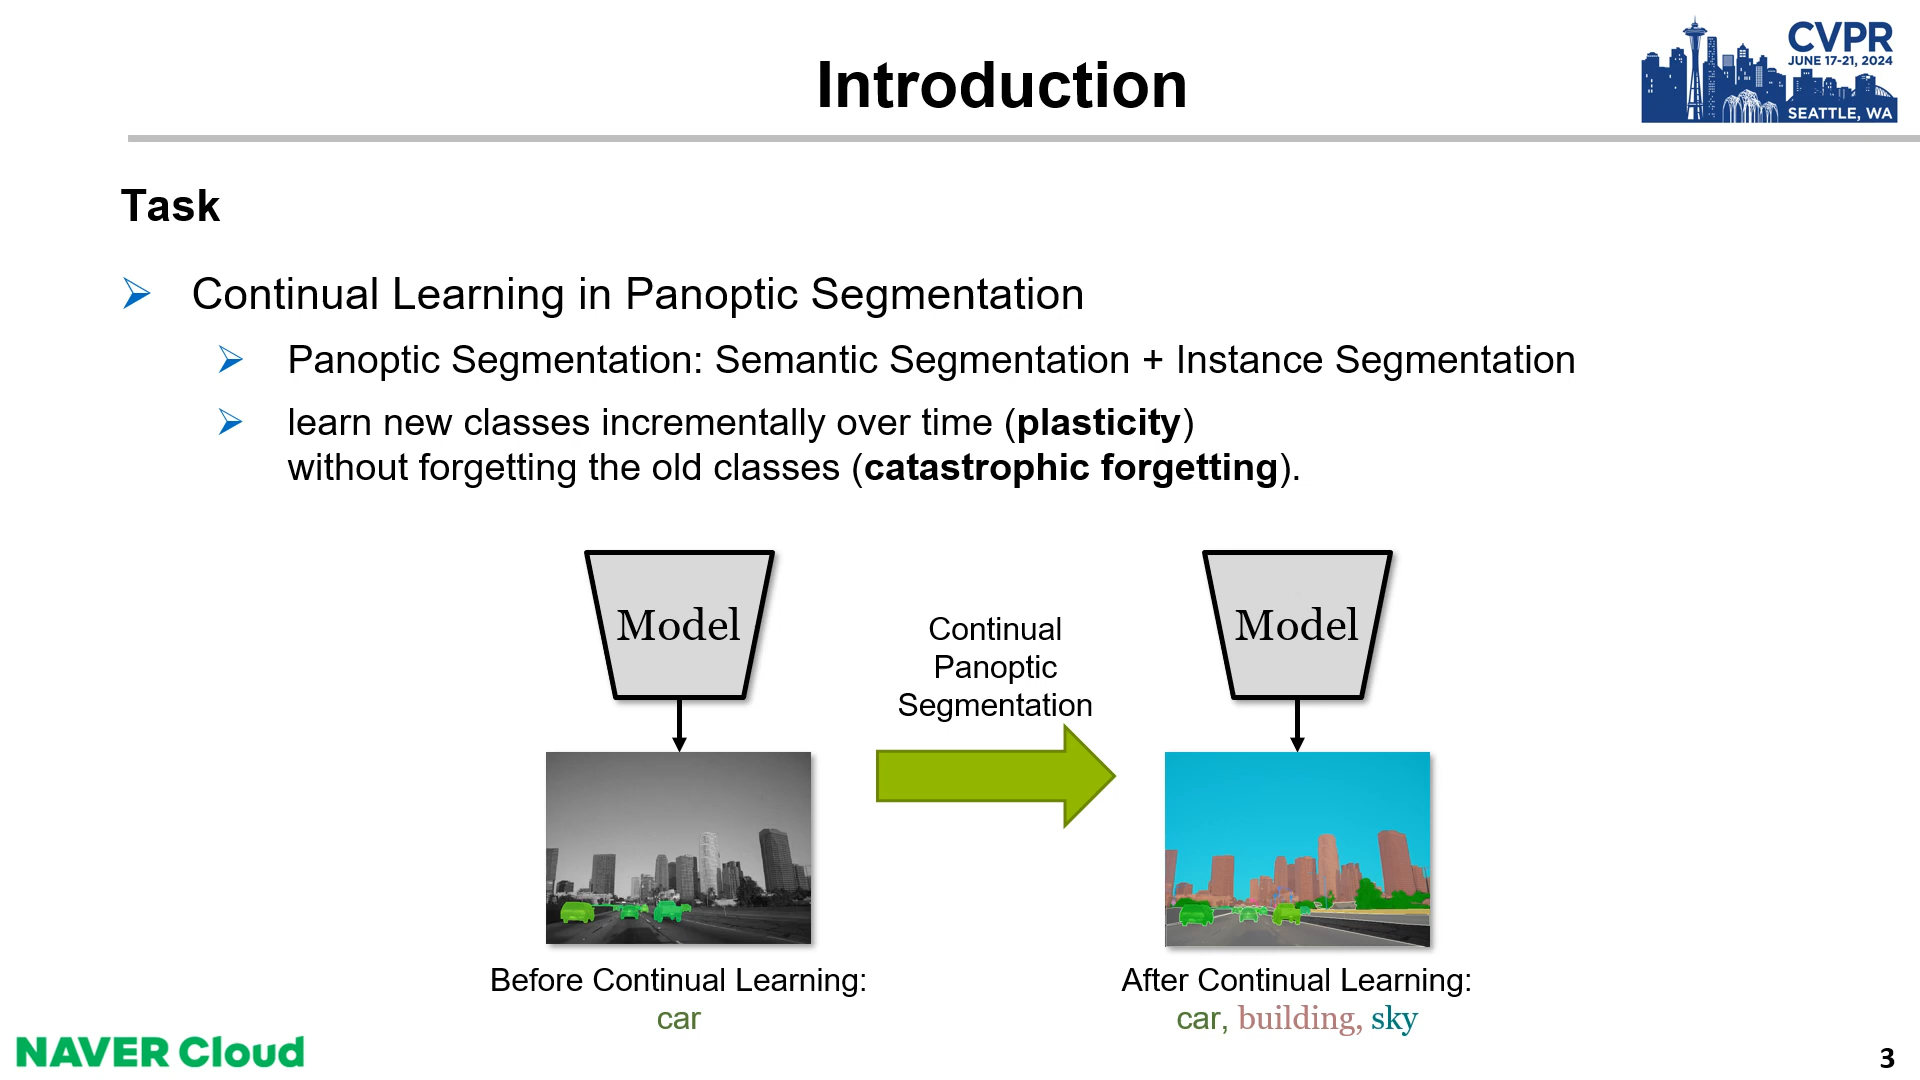 Introduction
CVPR
JUNE 17-21, 2024
SEATTLE, WA
Task
Continual Learning in Panoptic Segmentation
Panoptic Segmentation: Semantic Segmentation + Instance Segmentation
learn new classes incrementally over time (plasticity)
without forgetting the old classes (catastrophic forgetting).
Model
Continual
Panoptic
Segmentation
Model
Before Continual Learning:
car
After Continual Learning:
car, building, sky
NAVER Cloud
3